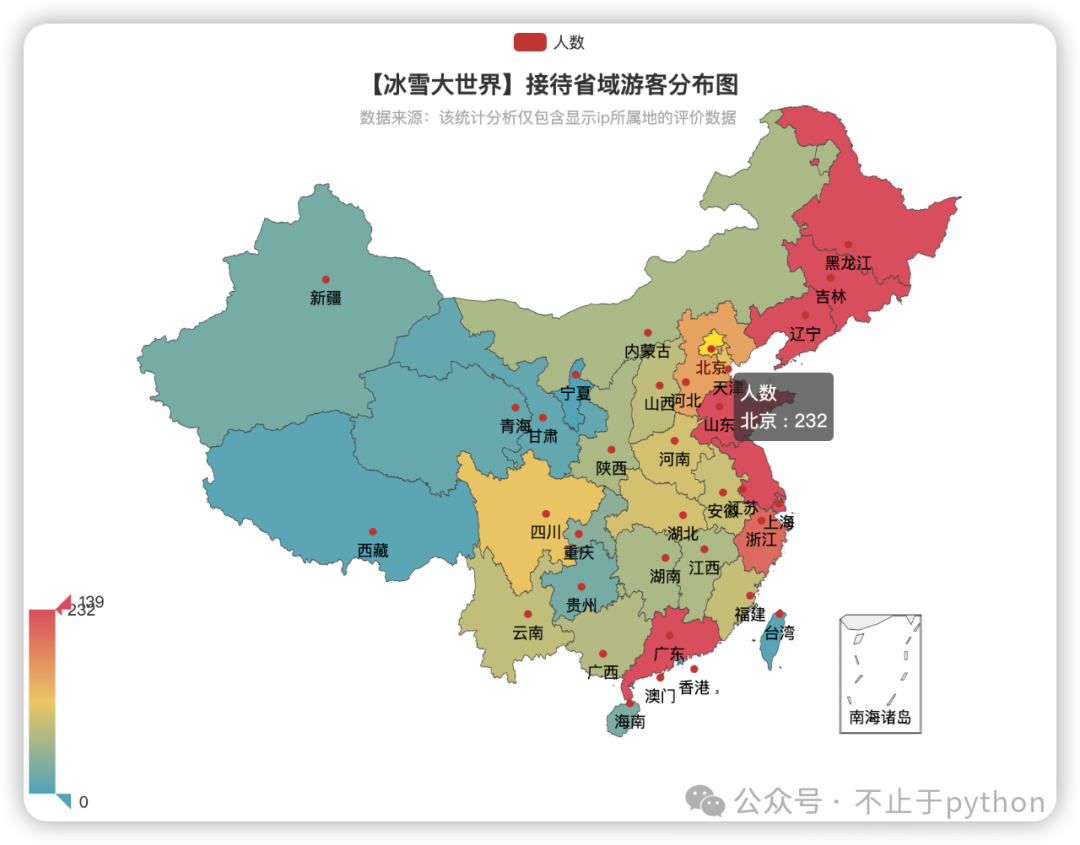 人数
【冰雪大世界】接待省域游客分布图
数据来源：该统计分析仅包含显示ip所属地的评价数据
黑龙江
吉林
新疆
辽宁
内蒙古
北京
天津
人数
宁夏
河北
山西
北京：232
青海
山东
甘肃
河南
陕西
安徽
江苏
上海
四川
湖北
浙江
西藏
重庆
江西
湖南
139
贵州
232
福建
云南
台湾
广东
广西
香港
澳门
南海诸岛
海南
0
公众号 · 不止于python